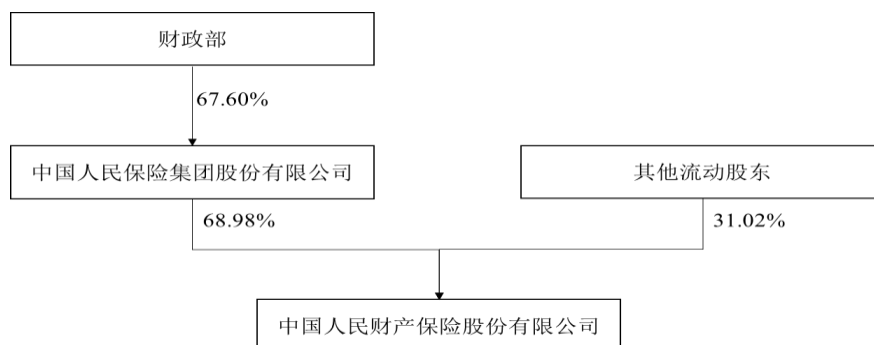 财政部
67.60%
中国人民保险集团股份有限公司
其他流动股东
68.98%
31.02%
中国人民财产保险股份有限公司